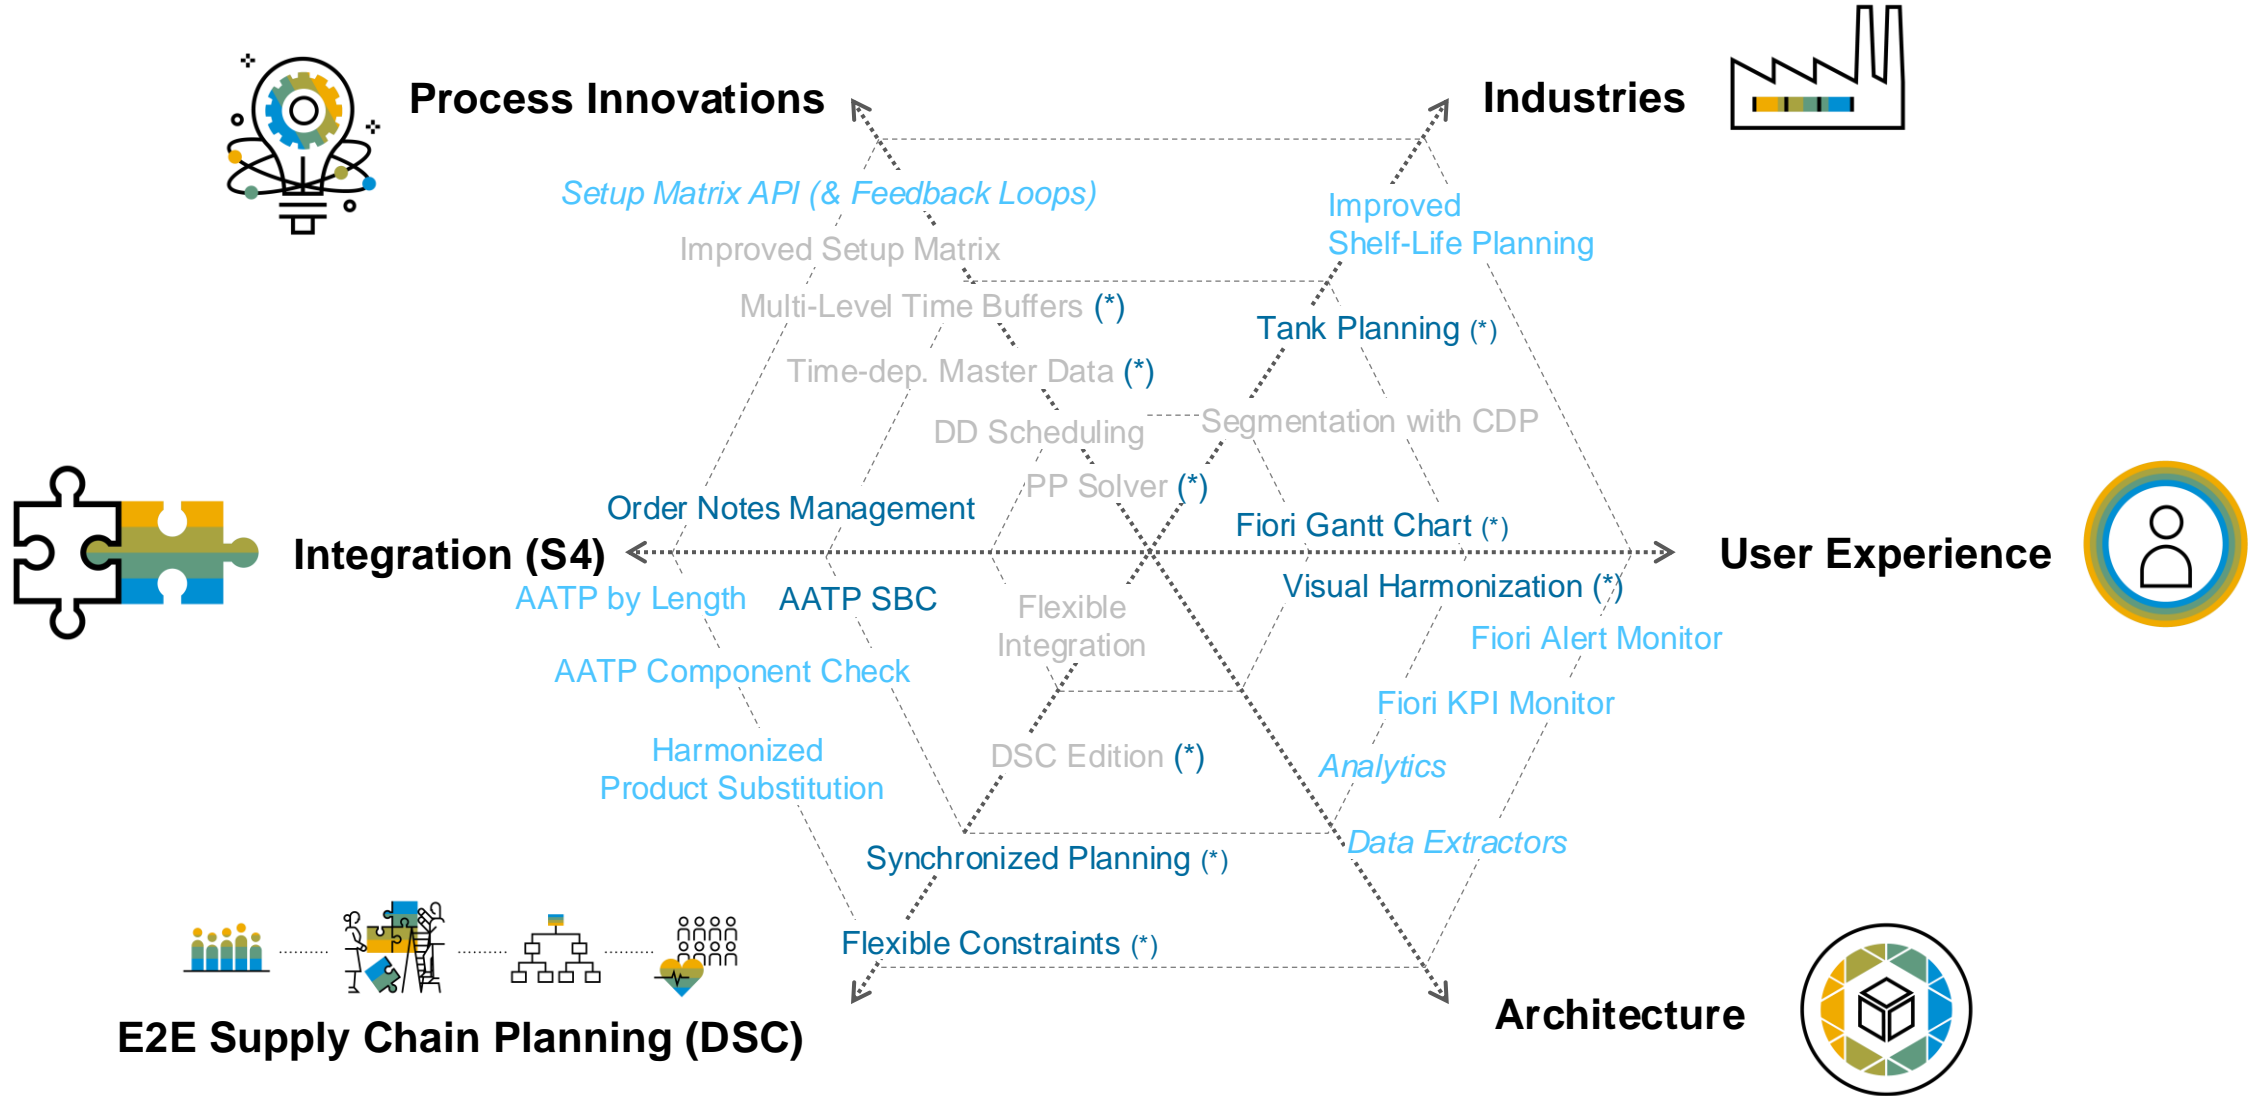 Process Innovations
Industries
Setup Matrix API (& Feedback Loops)
Improved
Shelf-Life Planning
Improved Setup Matrix
Multi-Level Time Buffers (*)
Tank Planning (*)
Time-dep. Master Data (*)
DD Scheduling
Segmentation with CDP
PP Solver (*)
Order Notes Management
Fiori Gantt Chart (*)
Integration (S4)
User Experience
AATP by Length
AATP SBC
Flexible
Integration
Visual Harmonization (*)
Fiori Alert Monitor
AATP Component Check
Fiori KPI Monitor
Harmonized
Product Substitution
DSC Edition (*)
Analytics
Data Extractors
Synchronized Planning (*)
Flexible Constraints (*)
E2E Supply Chain Planning (DSC)
Architecture